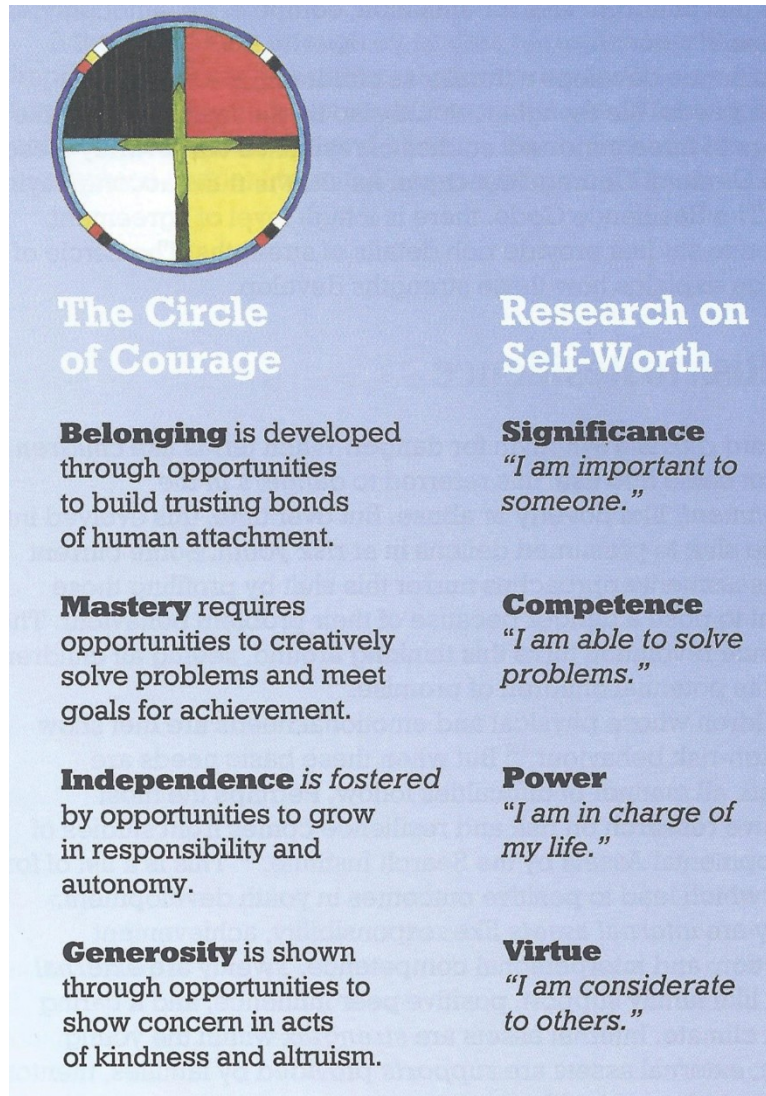 The Circle
of Courage
Belonging is developed
through opportunities
to build trusting bonds
of human attachment.
Mastery requires
opportunities to creatively
solve problems and meet
goals for achievement.
Independence is fostered
by opportunities to grow
in responsibility and
autonomy.
Generosity is shown
through opportunities to
show concern in acts
of kindness and altruism.
Research on
Self-Worth
Significance
"I am important to
someone."
Competence
"I am able to solve
problems."
Power
"I am in charge of
my life."
Virtue
"I am considerate
to others."